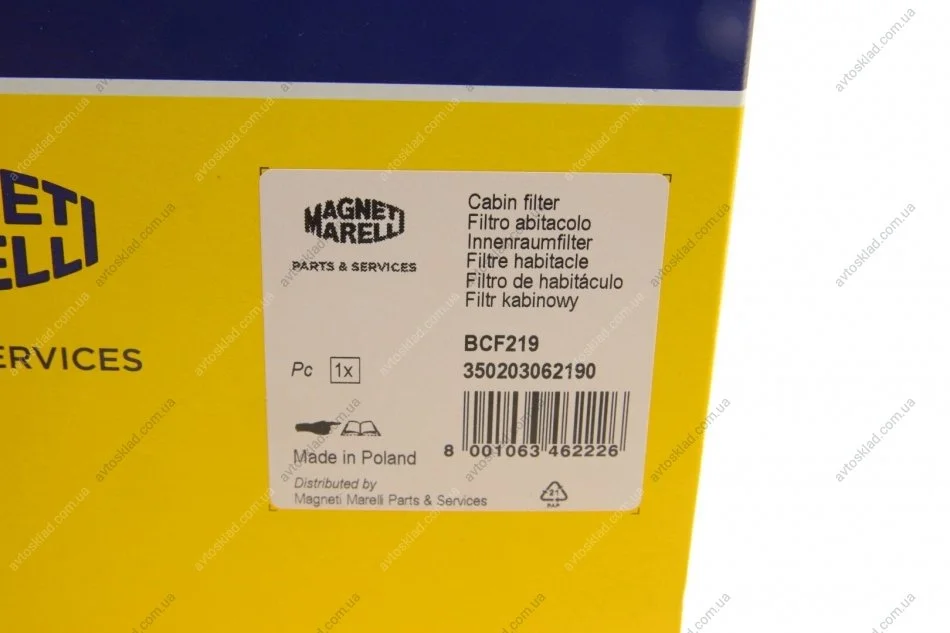 ETI
RELLI
ERVICES
MAGNETI
MARELLI
PARTS & SERVICES
Cabin filter
Filtro abitacolo
Innenraumfilter
Filtre habitacle
Filtro de habitáculo
Filtr kabinowy
BCF219
350203062190
Pc 1x
8 001063 462226
Made in Poland
Distributed by
Magneti Marelli Parts & Services
21
PAP
avtosklad.com.ua